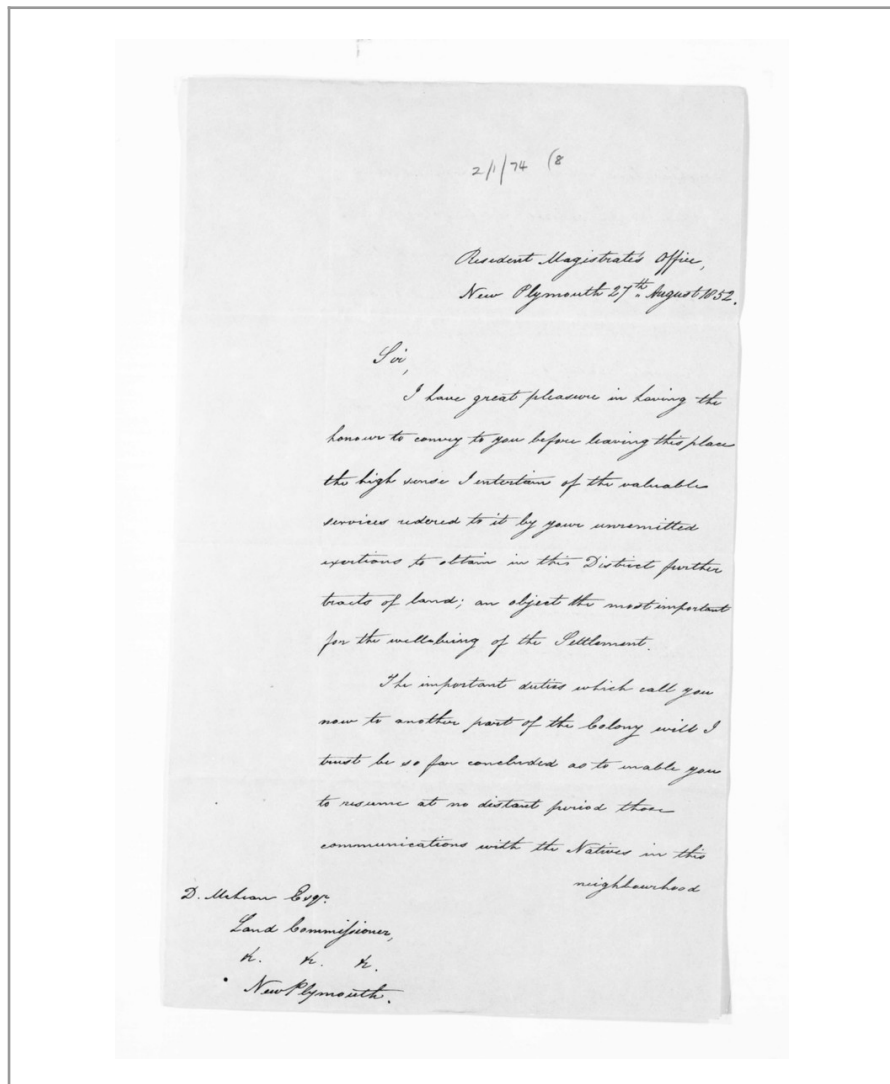 2/1/74 (8
Resident Magistrate's Office,
New Plymouth 27th August 1852.
Sir,
I have great pleasure in having the
honour to convey to you before leaving this place
the high sense I entertain of the valuable
services redered to it by your unremitted
exertions to obtain in this District further
tracts of land; an object the most important
for the wellbeing of the Settlement.
The important duties which call you
now to another part of the Colony will I
trust be so far concluded as to enable you
to resume at no distant period those
communications with the Natives in this
neighbourhood
D. McLean Esqr.
Land Commissioner,
&c. &c. &c.
New Plymouth.